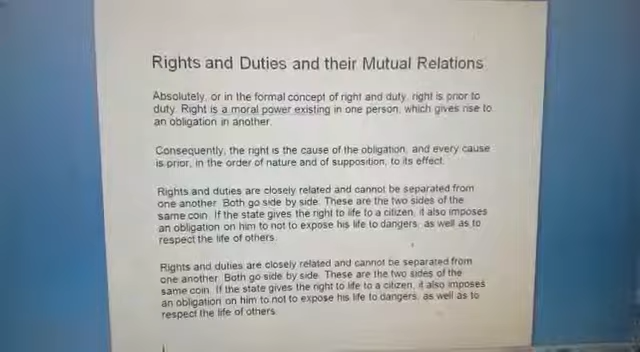 Rights and Duties and their Mutual Relations
Absolutely, or in the formal concept of right and duty, right is prior to
duty. Right is a moral power existing in one person, which gives rise to
an obligation in another.
Consequently, the right is the cause of the obligation, and every cause
is prior, in the order of nature and of supposition, to its effect.
Rights and duties are closely related and cannot be separated from
one another. Both go side by side. These are the two sides of the
same coin. If the state gives the right to life to a citizen, it also imposes
an obligation on him to not to expose his life to dangers, as well as to
respect the life of others.
Rights and duties are closely related and cannot be separated from
one another. Both go side by side. These are the two sides of the
same coin. If the state gives the right to life to a citizen, it also imposes
an obligation on him to not to expose his life to dangers, as well as to
respect the life of others.